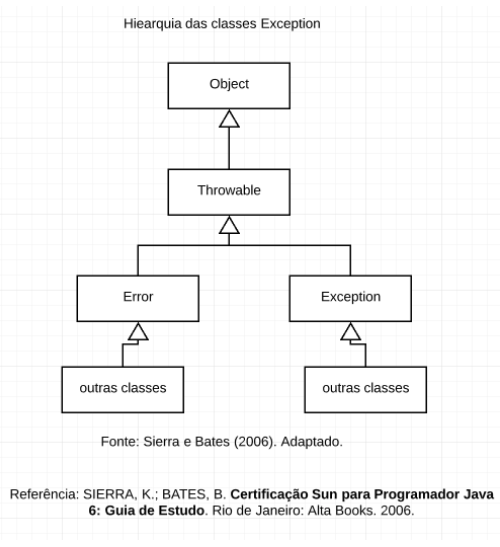 Hiearquia das classes Exception
Object
Throwable
Error
Exception
outras classes
outras classes
Fonte: Sierra e Bates (2006). Adaptado.
Referência: SIERRA, K.; BATES, B. Certificação Sun para Programador Java
6: Guia de Estudo. Rio de Janeiro: Alta Books. 2006.